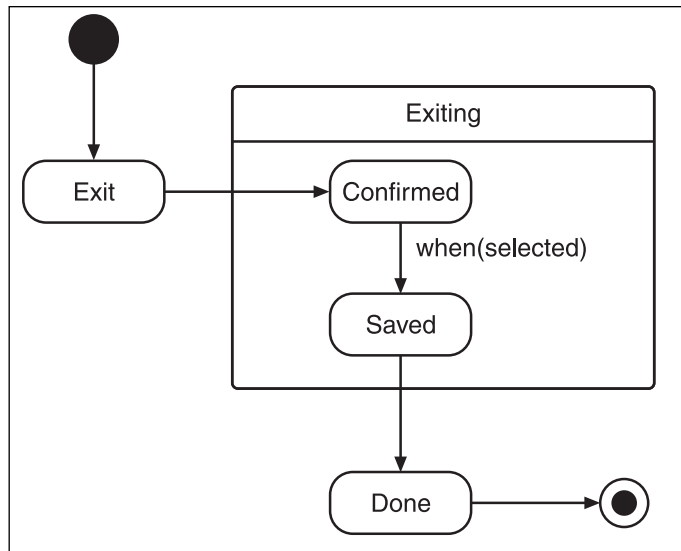 Exiting
Exit
Confirmed
when(selected)
Saved
Done